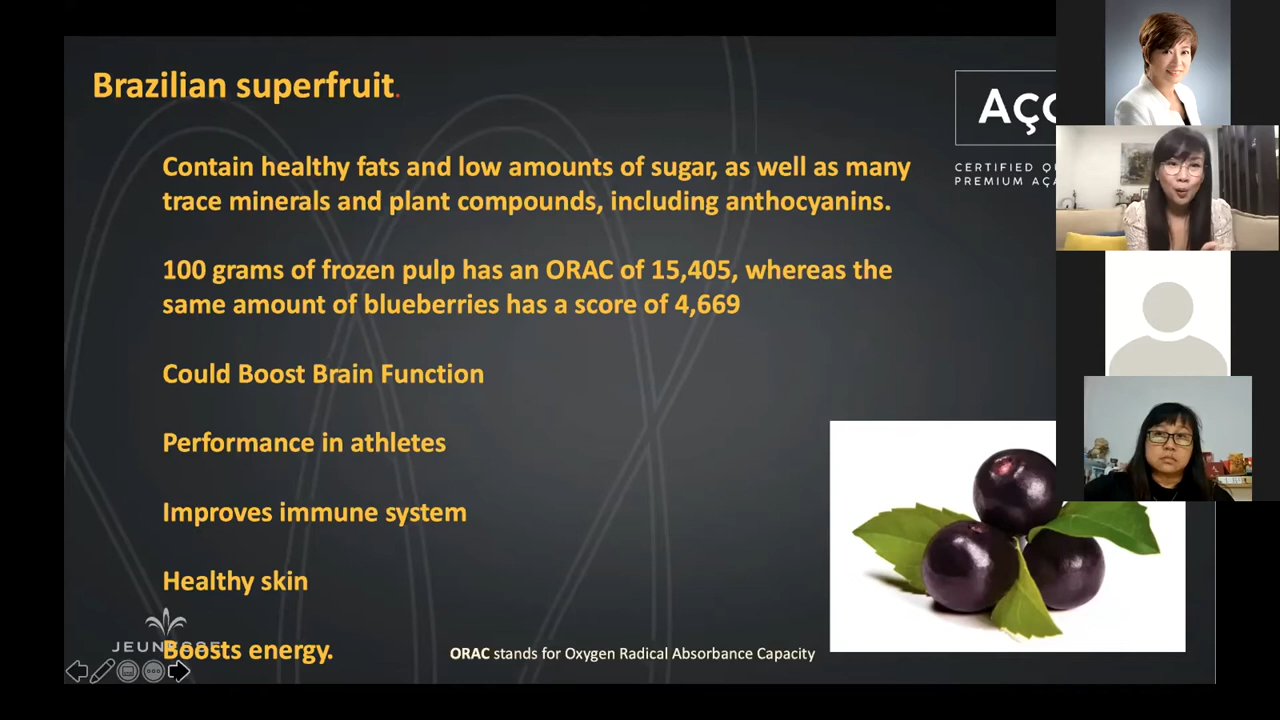 Brazilian superfruit.
Contain healthy fats and low amounts of sugar, as well as many
trace minerals and plant compounds, including anthocyanins.
100 grams of frozen pulp has an ORAC of 15,405, whereas the
same amount of blueberries has a score of 4,669
Could Boost Brain Function
Performance in athletes
Improves immune system
Healthy skin
Boosts energy.
ORAC stands for Oxygen Radical Absorbance Capacity
CERTIFIED
PREMIUM